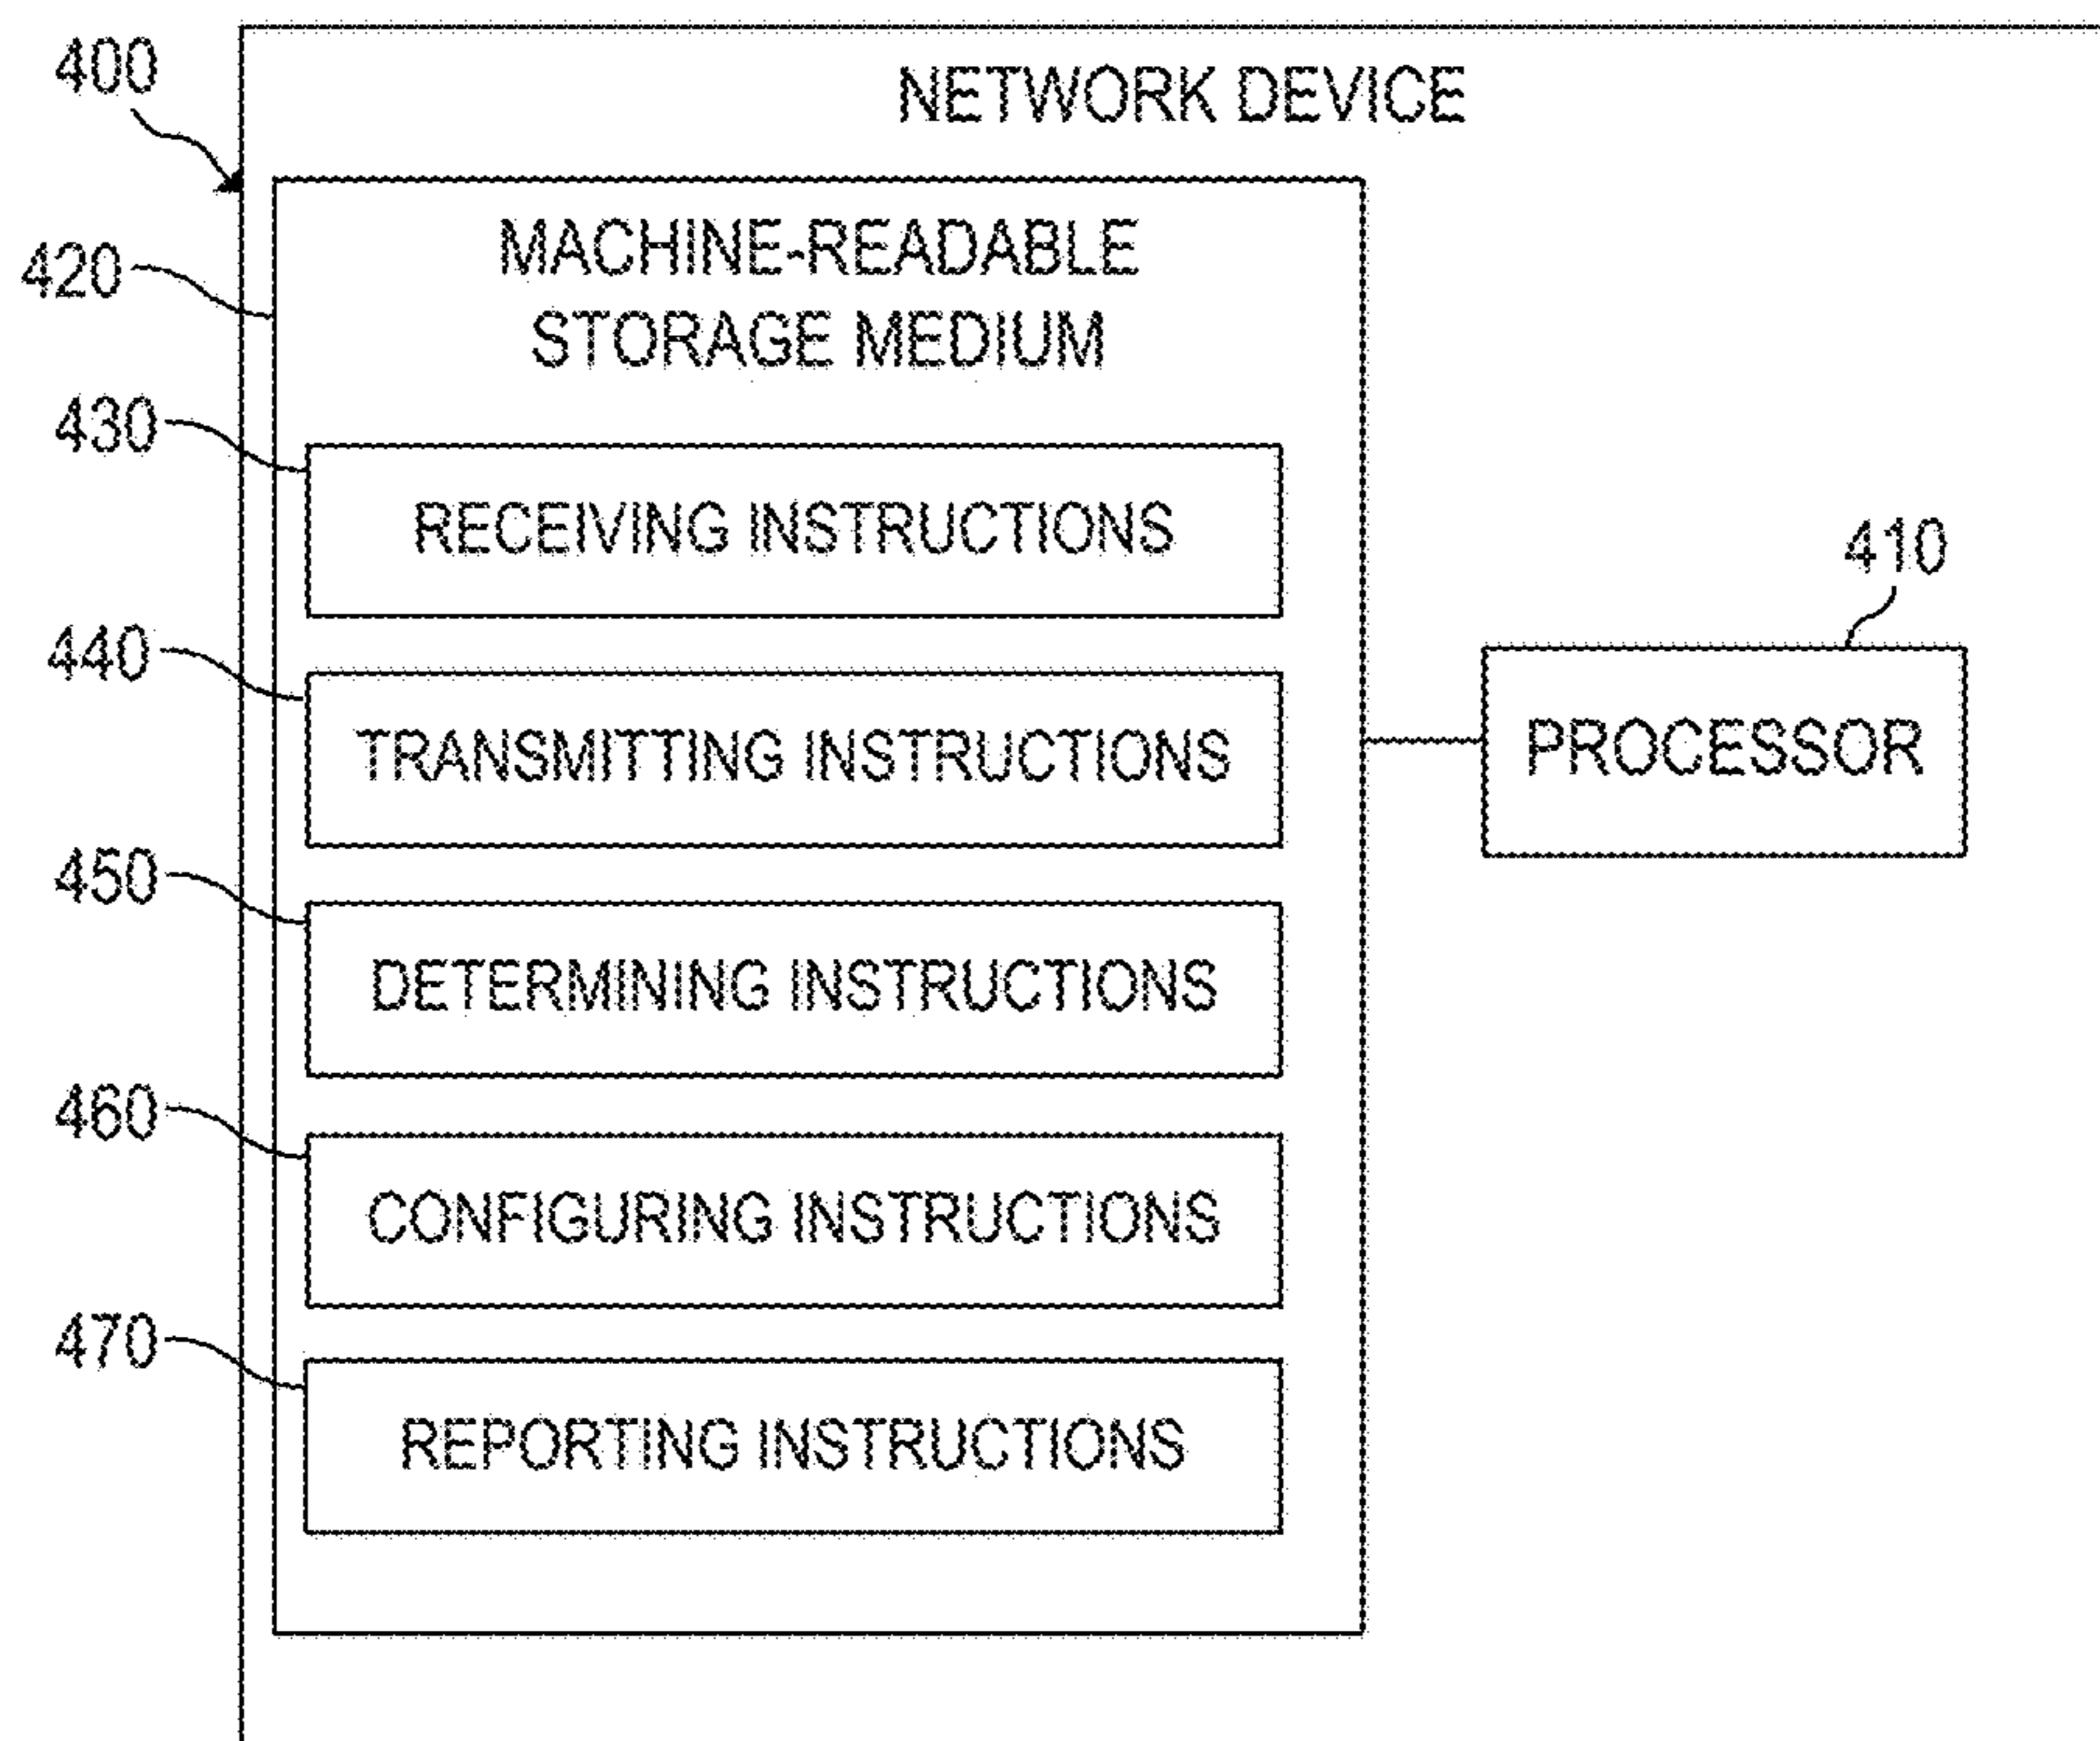 400
NETWORK DEVICE
420
MACHINE-READABLE
STORAGE MEDIUM
430
RECEIVING INSTRUCTIONS
410
440
TRANSMITTING INSTRUCTIONS
PROCESSOR
450
DETERMINING INSTRUCTIONS
460
CONFIGURING INSTRUCTIONS
470
REPORTING INSTRUCTIONS